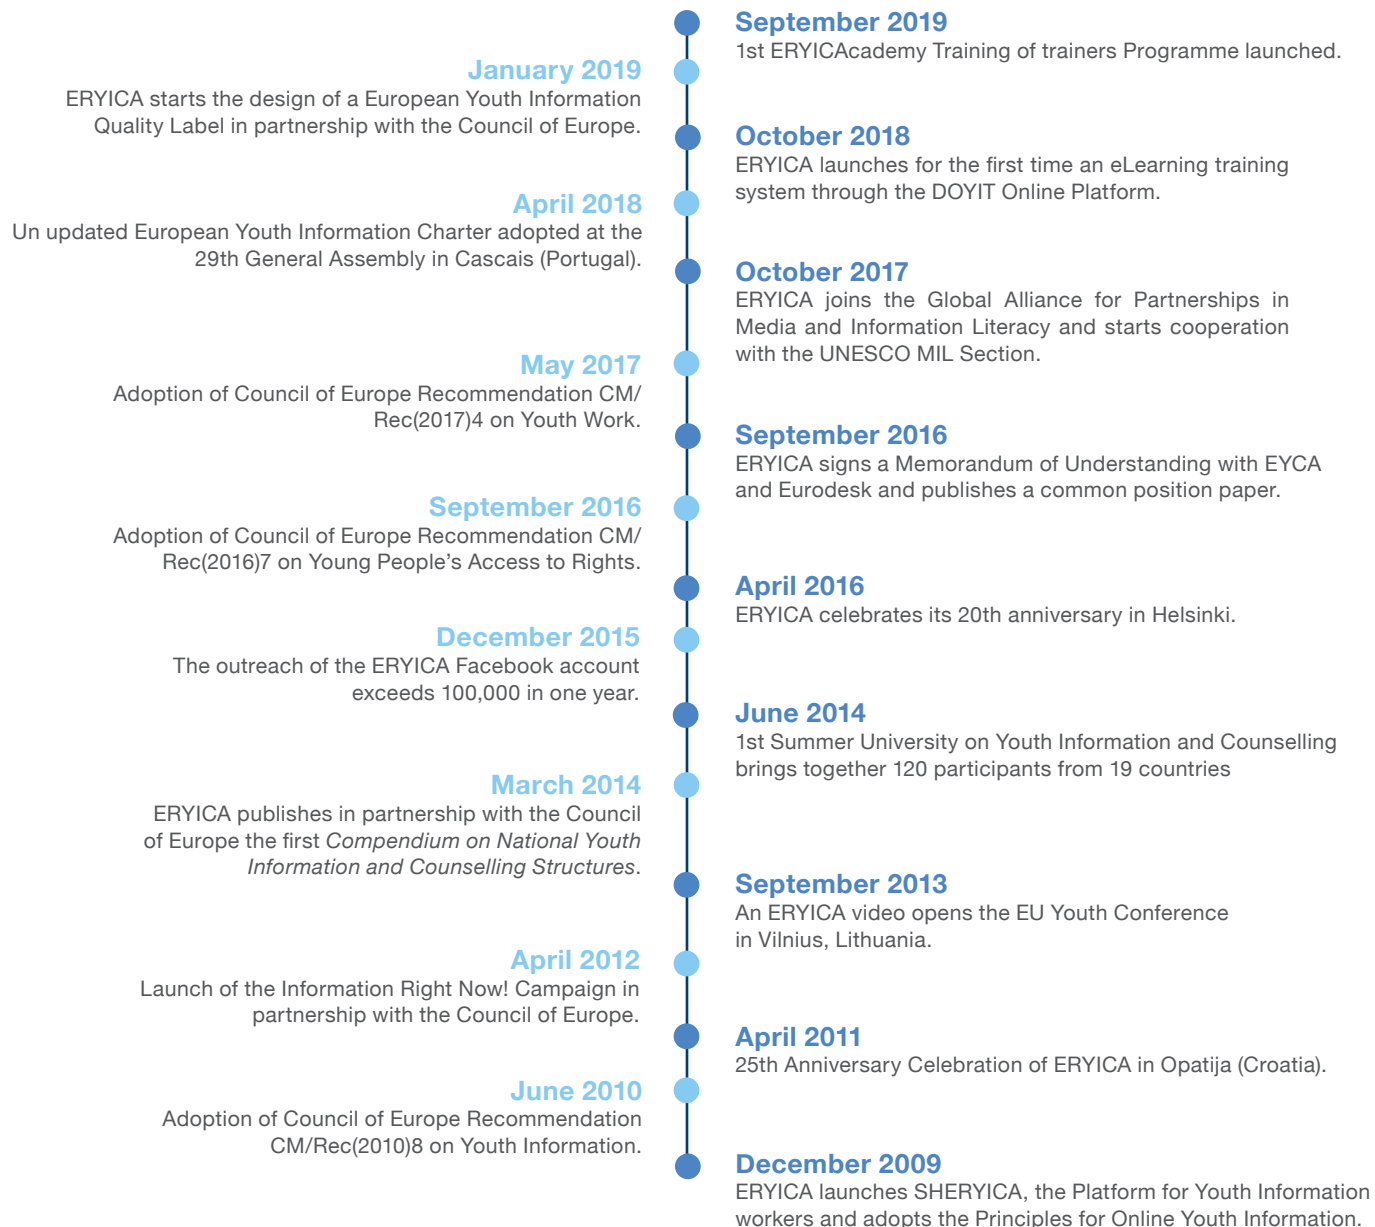 September 2019
1st ERYICAcademy Training of trainers Programme launched.
January 2019
ERYICA starts the design of a European Youth Information
Quality Label in partnership with the Council of Europe.
October 2018
ERYICA launches for the first time an eLearning training
system through the DOYIT Online Platform.
April 2018
Un updated European Youth Information Charter adopted at the
29th General Assembly in Cascais (Portugal).
October 2017
ERYICA joins the Global Alliance for Partnerships in
Media and Information Literacy and starts cooperation
with the UNESCO MIL Section.
May 2017
Adoption of Council of Europe Recommendation CM/
Rec(2017)4 on Youth Work.
September 2016
ERYICA signs a Memorandum of Understanding with EYCA
and Eurodesk and publishes a common position paper.
September 2016
Adoption of Council of Europe Recommendation CM/
Rec(2016)7 on Young People's Access to Rights.
April 2016
ERYICA celebrates its 20th anniversary in Helsinki.
December 2015
The outreach of the ERYICA Facebook account
exceeds 100,000 in one year.
June 2014
1st Summer University on Youth Information and Counselling
brings together 120 participants from 19 countries
March 2014
ERYICA publishes in partnership with the Council
of Europe the first Compendium on National Youth
Information and Counselling Structures.
September 2013
An ERYICA video opens the EU Youth Conference
in Vilnius, Lithuania.
April 2012
Launch of the Information Right Now! Campaign in
partnership with the Council of Europe.
April 2011
25th Anniversary Celebration of ERYICA in Opatija (Croatia).
June 2010
Adoption of Council of Europe Recommendation
CM/Rec(2010)8 on Youth Information.
December 2009
ERYICA launches SHERYICA, the Platform for Youth Information
workers and adopts the Principles for Online Youth Information.